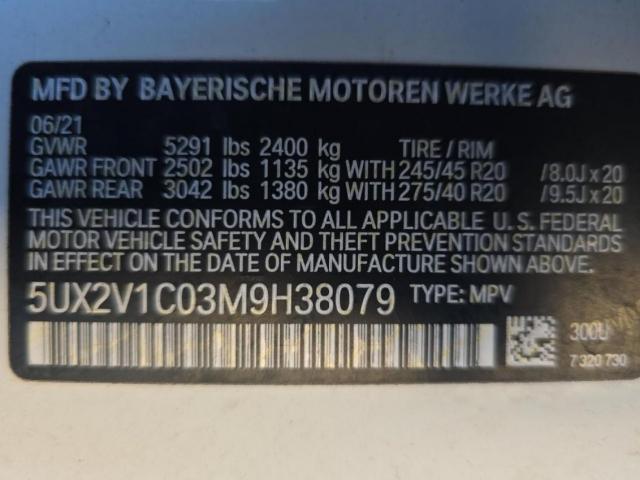 MFD BY BAYERISCHE MOTOREN WERKE AG
06/21
GVWR 5291 lbs 2400 kg TIRE / RIM
GAWR FRONT 2502 lbs 1135 kg WITH 245/45 R20 /8.0J x 20
GAWR REAR 3042 lbs 1380 kg WITH 275/40 R20 /9.5J x 20
THIS VEHICLE CONFORMS TO ALL APPLICABLE U. S. FEDERAL
MOTOR VEHICLE SAFETY AND THEFT PREVENTION STANDARDS
IN EFFECT ON THE DATE OF MANUFACTURE SHOWN ABOVE.
5UX2V1C03M9H38079 TYPE: MPV
300U
7 320 730